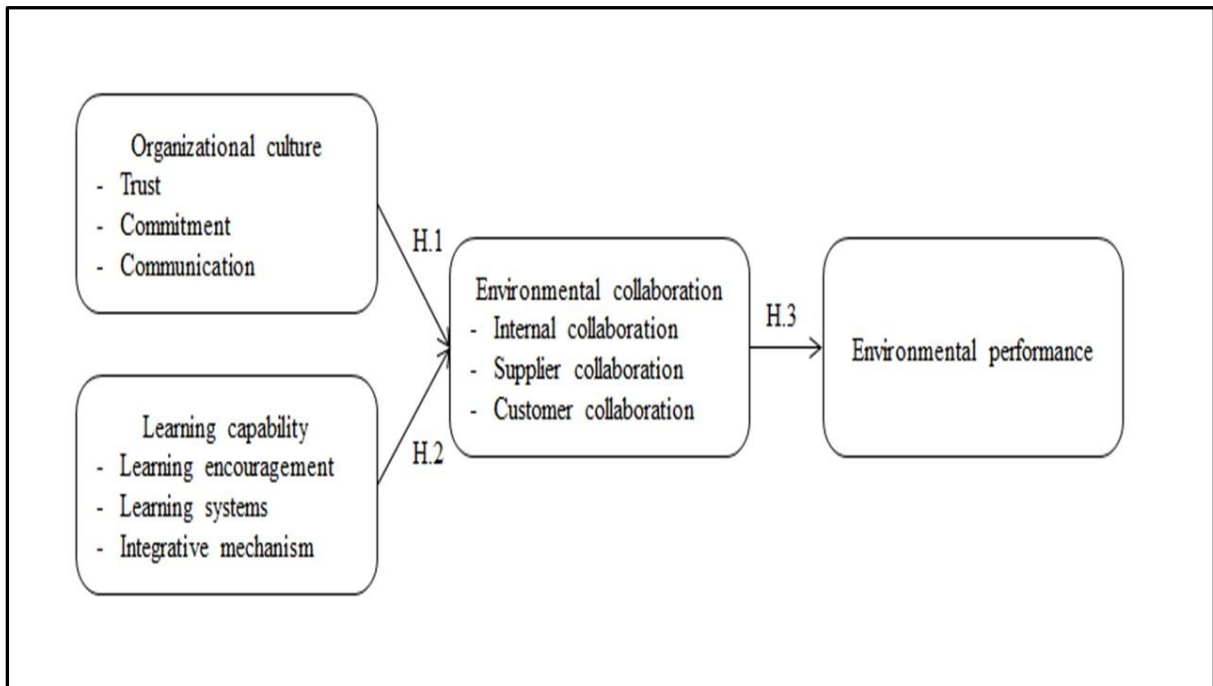 Organizational culture
- Trust
- Commitment
- Communication
H.1
Learning capability
- Learning encouragement
- Learning systems
- Integrative mechanism
H.2
Environmental collaboration
- Internal collaboration
- Supplier collaboration
- Customer collaboration
H.3
Environmental performance